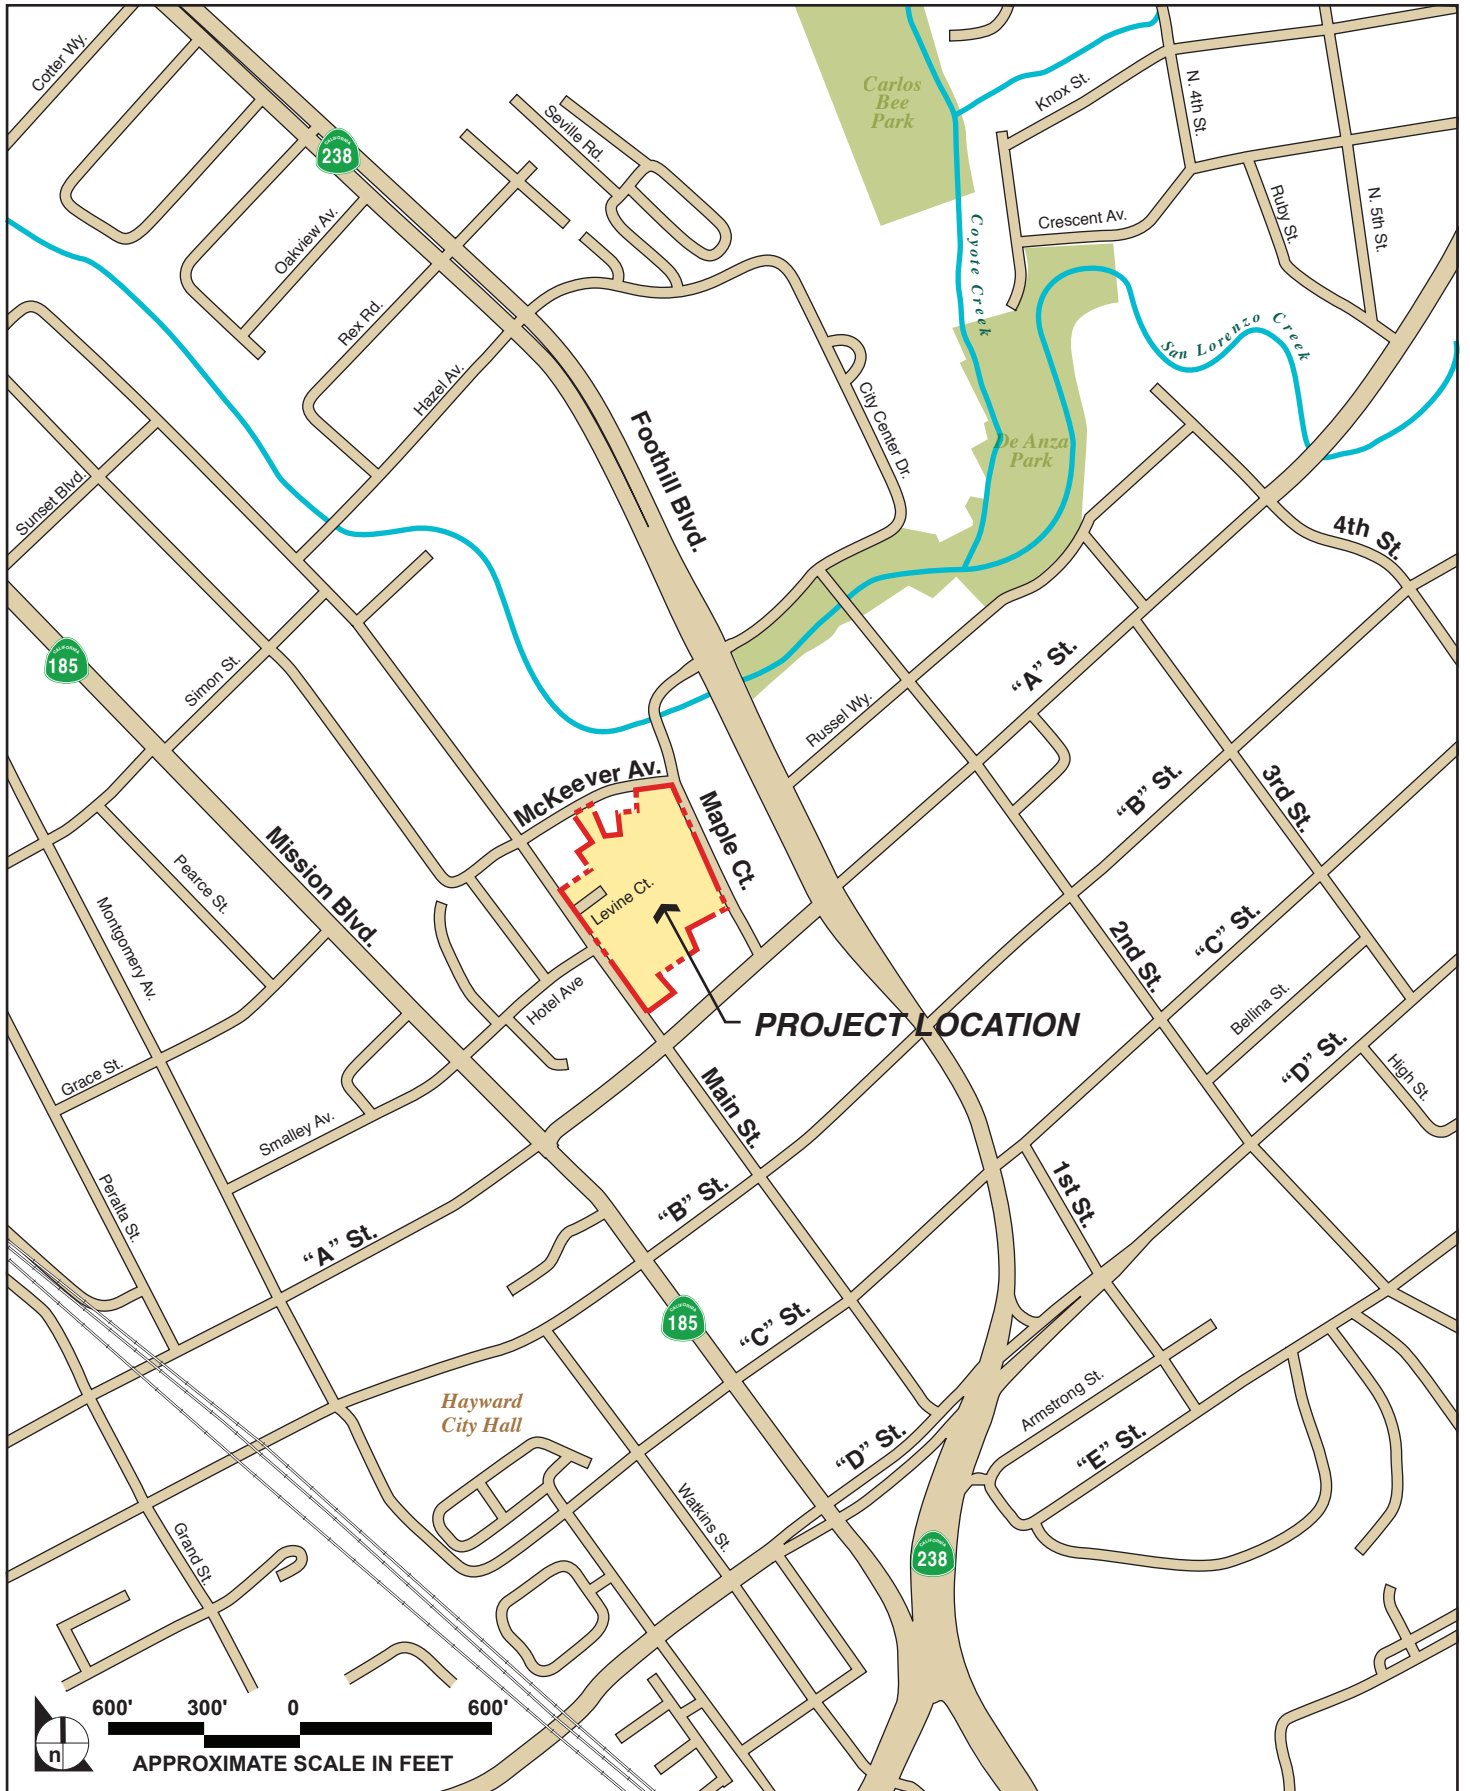 Cotter Wy.
CALIFORNIA
238
Seville Rd.
Carlos
Bee
Park
Knox St.
N. 4th St.
Ruby St.
N. 5th St.
Crescent Av.
Oakview Av.
Coyote Creek
San Lorenzo Creek
Rex Rd.
Hazel Av.
City Center Dr.
Foothill Blvd.
De Anza
Park
Sunset Blvd.
4th St.
CALIFORNIA
185
Simon St.
"A" St.
Russel Wy.
McKeever Av.
Maple Ct.
"B" St.
3rd St.
Mission Blvd.
Pearce St.
Levine Ct.
Montgomery Av.
2nd St.
"C" St.
Hotel Ave
PROJECT LOCATION
Bellina St.
"D" St.
High St.
Grace St.
Main St.
Smalley Av.
Peralta St.
"A" St.
"B" St.
1st St.
CALIFORNIA
185
"C" St.
Hayward
City Hall
Armstrong St.
"D" St.
"E" St.
Watkins St.
Grand St.
CALIFORNIA
238
600' 300' 0 600'
n
APPROXIMATE SCALE IN FEET